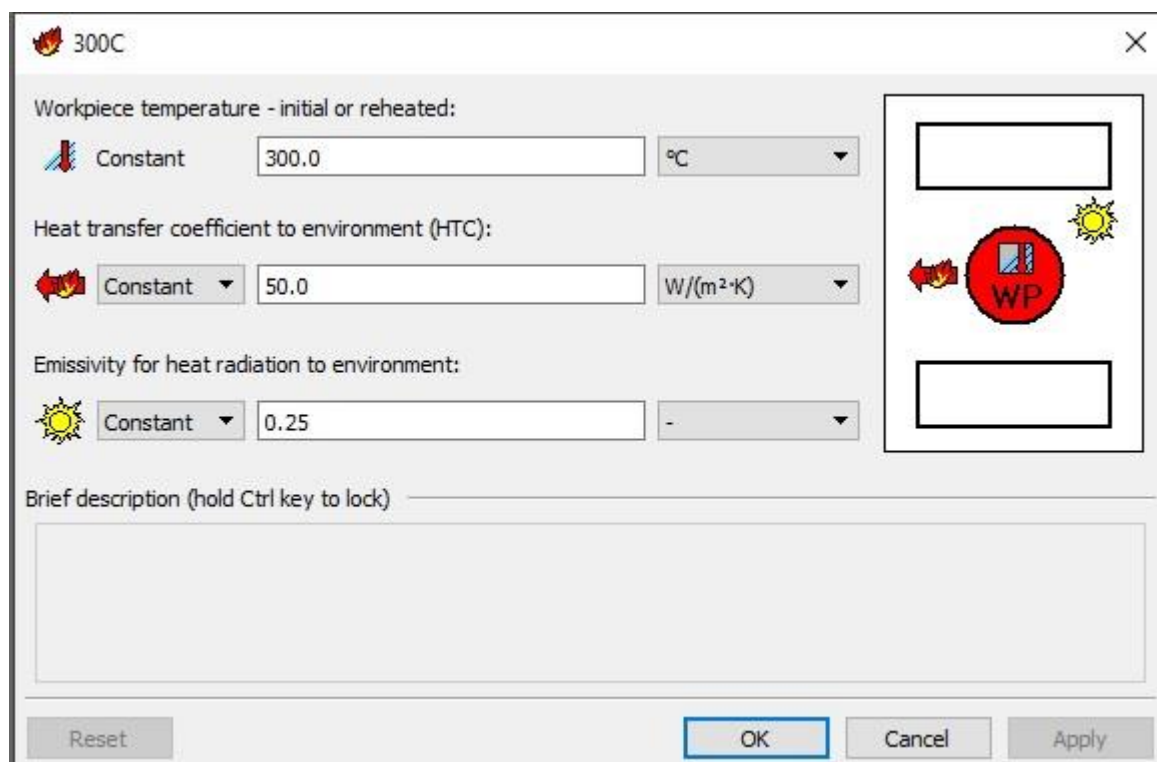 300C
Workpiece temperature - initial or reheated:
Constant 300.0 ºC
Heat transfer coefficient to environment (HTC):
Constant 50.0 W/(m²·K)
WP
Emissivity for heat radiation to environment:
Constant 0.25 -
Brief description (hold Ctrl key to lock)
Reset OK Cancel Apply